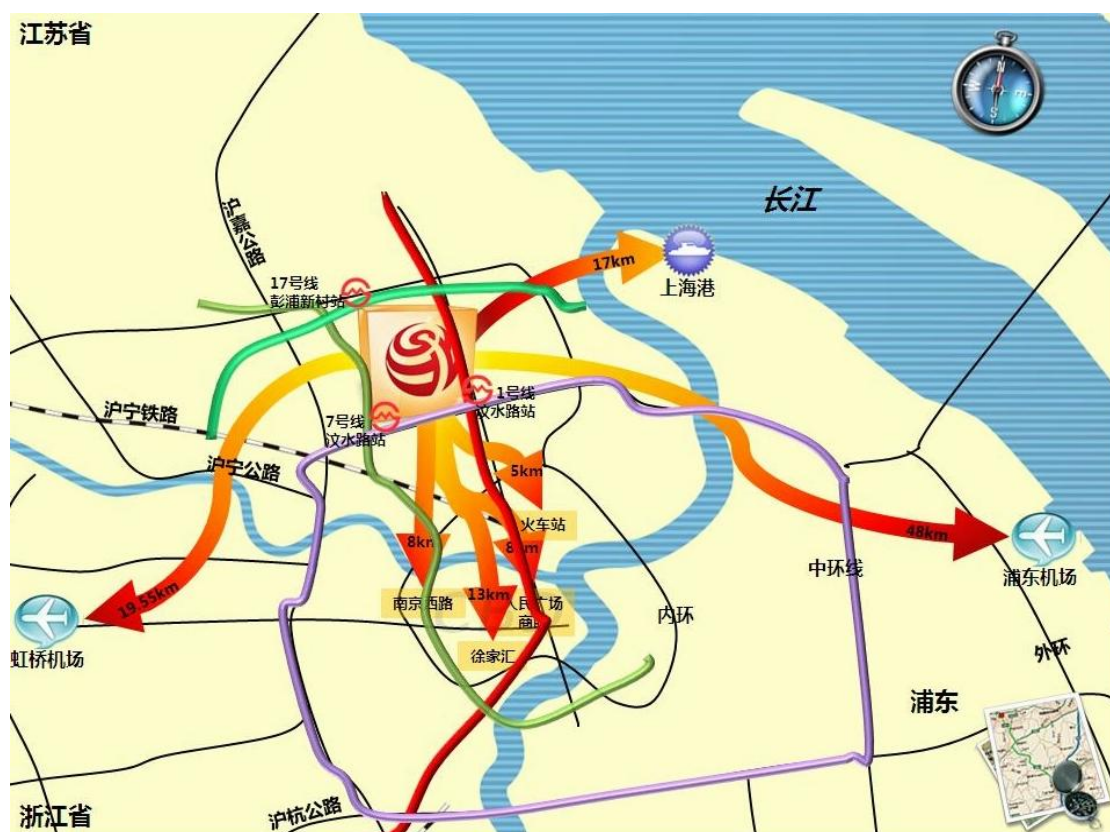 江苏省
长江
沪嘉公路
17km
上海港
17号线
彭浦新村站
1号线
汶水路站
7号线
汶水路站
沪宁铁路
沪宁公路
5km
火车站
8km
48km
浦东机场
中环线
19.55km
13km
南京西路
人民广场
内环
虹桥机场
徐家汇
外环
浦东
沪杭公路
浙江省
N
E
S
W